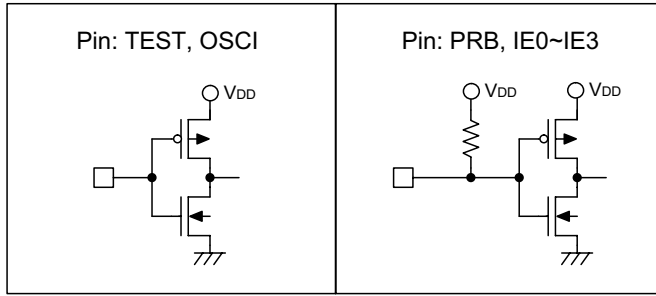 Pin: TEST, OSCI
VDD
Pin: PRB, IE0~IE3
VDD
VDD